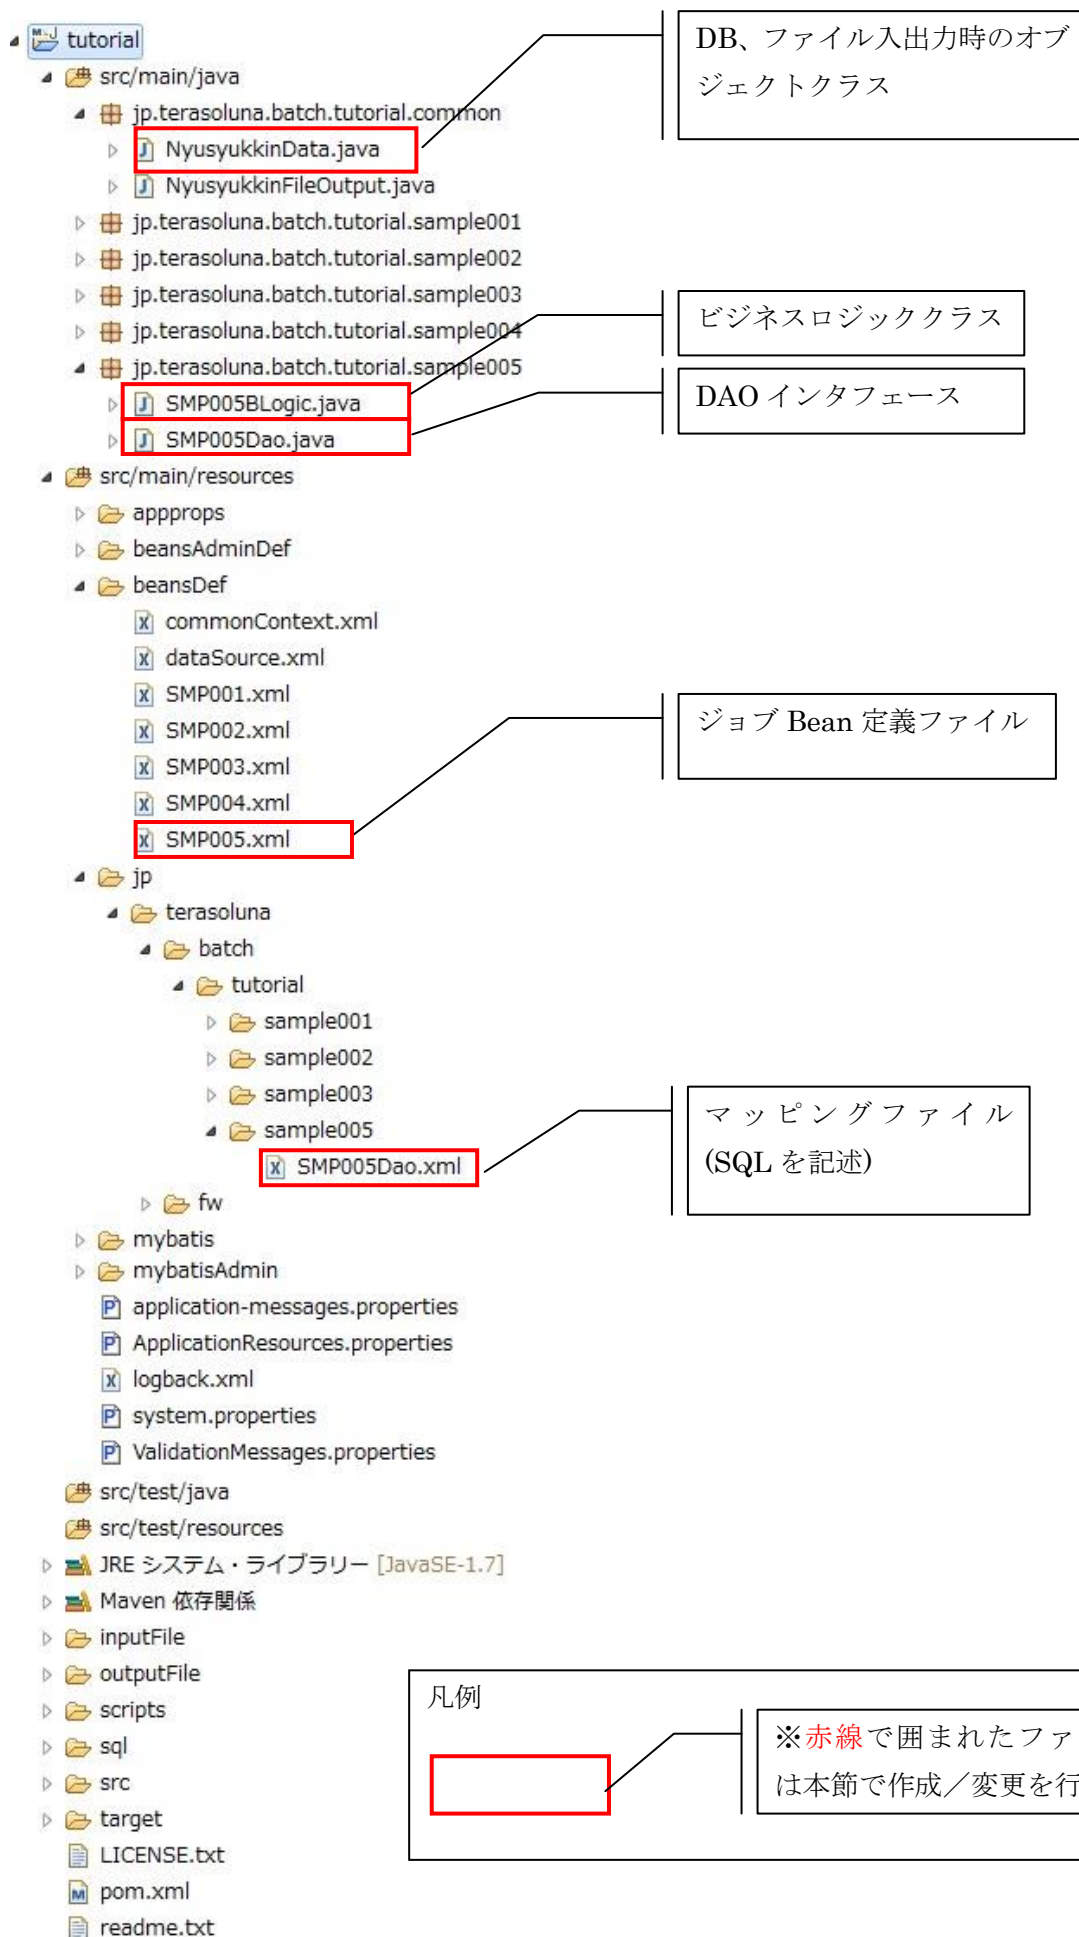 tutorial
src/main/java
jp.terasoluna.batch.tutorial.common
NyusyukkinData.java
NyusyukkinFileOutput.java
jp.terasoluna.batch.tutorial.sample001
jp.terasoluna.batch.tutorial.sample002
jp.terasoluna.batch.tutorial.sample003
jp.terasoluna.batch.tutorial.sample004
jp.terasoluna.batch.tutorial.sample005
SMP005BLogic.java
SMP005Dao.java
src/main/resources
appprops
beansAdminDef
beansDef
commonContext.xml
dataSource.xml
SMP001.xml
SMP002.xml
SMP003.xml
SMP004.xml
SMP005.xml
jp
terasoluna
batch
tutorial
sample001
sample002
sample003
sample005
SMP005Dao.xml
fw
mybatis
mybatisAdmin
application-messages.properties
ApplicationResources.properties
logback.xml
system.properties
ValidationMessages.properties
src/test/java
src/test/resources
JRE システム・ライブラリー [JavaSE-1.7]
Maven 依存関係
inputFile
outputFile
scripts
sql
src
target
LICENSE.txt
pom.xml
readme.txt
DB、ファイル入出力時のオブ
ジェクトクラス
ビジネスロジッククラス
DAO インタフェース
ジョブ Bean 定義ファイル
マッピングファイル
(SQL を記述)
凡例
※赤線で囲まれたファ
は本節で作成／変更を行